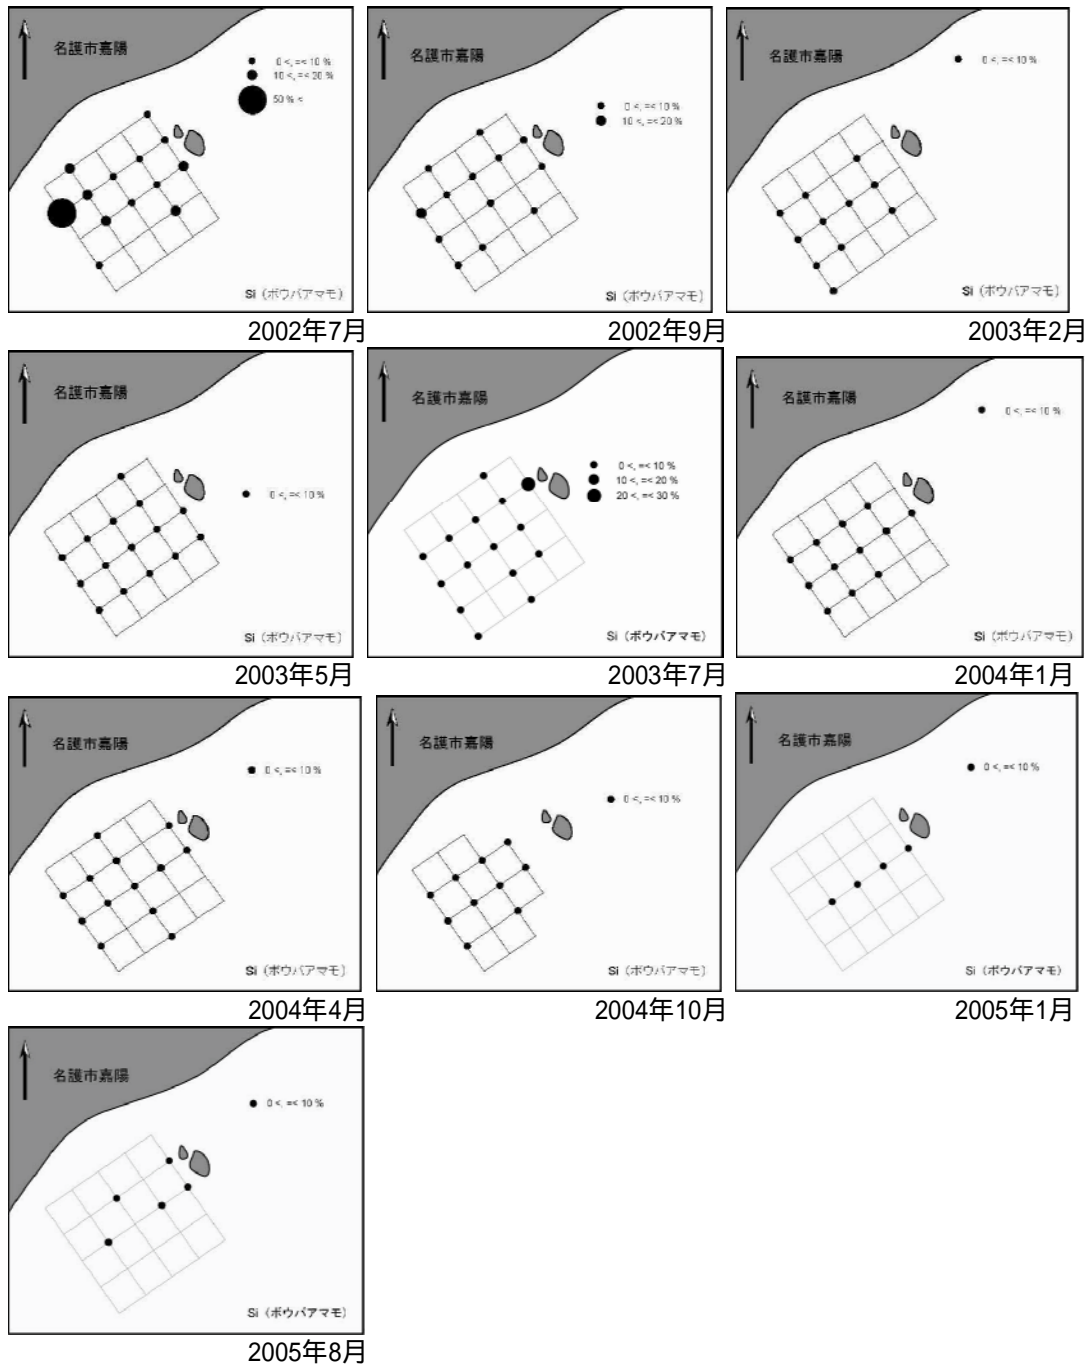 名護市嘉陽
0 <, =< 10 %
10 <, =< 20 %
50 % <
Si (ボウバアマモ)
2002年7月
名護市嘉陽
0 <, =< 10 %
10 <, =< 20 %
Si (ボウバアマモ)
2002年9月
名護市嘉陽
0 <, =< 10 %
Si (ボウバアマモ)
2003年2月
名護市嘉陽
0 <, =< 10 %
Si (ボウバアマモ)
2003年5月
名護市嘉陽
0 <, =< 10 %
10 <, =< 20 %
20 <, =< 30 %
Si (ボウバアマモ)
2003年7月
名護市嘉陽
0 <, =< 10 %
Si (ボウバアマモ)
2004年1月
名護市嘉陽
0 <, =< 10 %
Si (ボウバアマモ)
2004年4月
名護市嘉陽
0 <, =< 10 %
Si (ボウバアマモ)
2004年10月
名護市嘉陽
0 <, =< 10 %
Si (ボウバアマモ)
2005年1月
名護市嘉陽
0 <, =< 10 %
Si (ボウバアマモ)
2005年8月